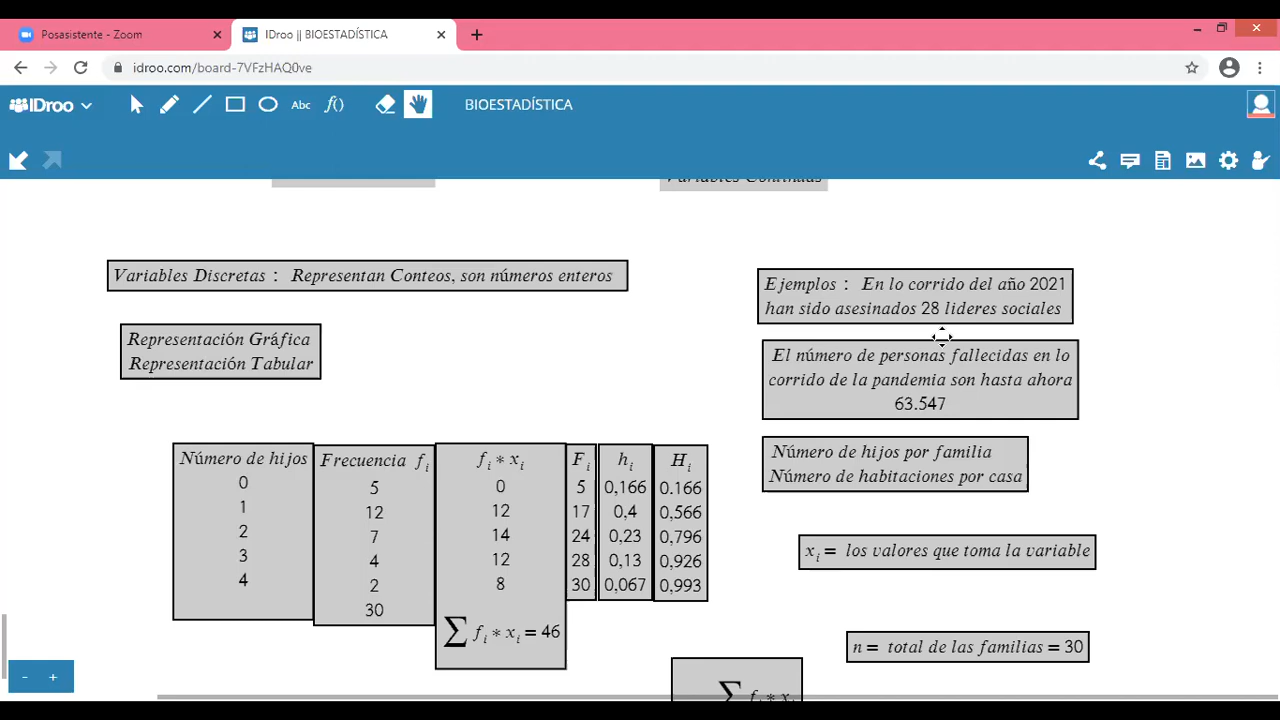 Posasistente - Zoom
IDroo || BIOESTADÍSTICA
idroo.com/board-7VFzHAQ0ve
IDroo
Abc
f()
BIOESTADÍSTICA
Variables Continuas
Variables Discretas : Representan Conteos, son números enteros
Representación Gráfica
Representación Tabular
Ejemplos : En lo corrido del año 2021
han sido asesinados 28 lideres sociales
El número de personas fallecidas en lo
corrido de la pandemia son hasta ahora
63.547
Número de hijos por familia
Número de habitaciones por casa
Número de hijos Frecuencia f_i f_i * x_i F_i h_i H_i
0 5 0 5 0,166 0.166
1 12 12 17 0,4 0,566
2 7 14 24 0,23 0,796
3 4 12 28 0,13 0,926
4 2 8 30 0,067 0,993
30
∑ f_i * x_i = 46
x_i = los valores que toma la variable
n = total de las familias = 30
∑ f_i * x_i
- +